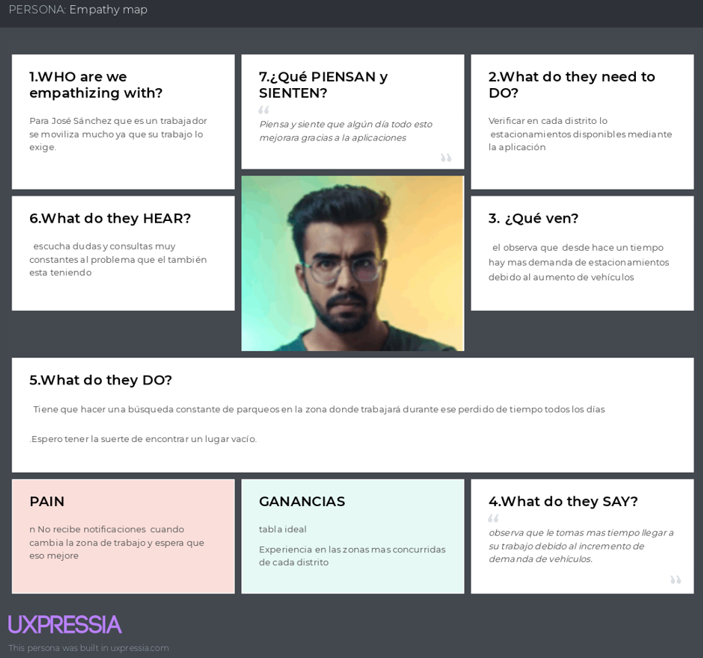 PERSONA: Empathy map
1.WHO are we
empathizing with?
Para José Sánchez que es un trabajador
se moviliza mucho ya que su trabajo lo
exige.
7.¿Qué PIENSAN y
SIENTEN?
“
Piensa y siente que algún día todo esto
mejorara gracias a la aplicaciones
”
2.What do they need to
DO?
Verificar en cada distrito lo
estacionamientos disponibles mediante
la aplicación
6.What do they HEAR?
escucha dudas y consultas muy
constantes al problema que el también
esta teniendo
3. ¿Qué ven?
el observa que desde hace un tiempo
hay mas demanda de estacionamientos
debido al aumento de vehículos
5.What do they DO?
Tiene que hacer una búsqueda constante de parqueos en la zona donde trabajará durante ese perdido de tiempo todos los días
.Espero tener la suerte de encontrar un lugar vacío.
PAIN
n No recibe notificaciones cuando
cambia la zona de trabajo y espera que
eso mejore
GANANCIAS
tabla ideal
Experiencia en las zonas mas concurridas
de cada distrito
4.What do they SAY?
“
observa que le tomas mas tiempo llegar a
su trabajo debido al incremento de
demanda de vehículos.
”
UXPRESSIA
This persona was built in uxpressia.com